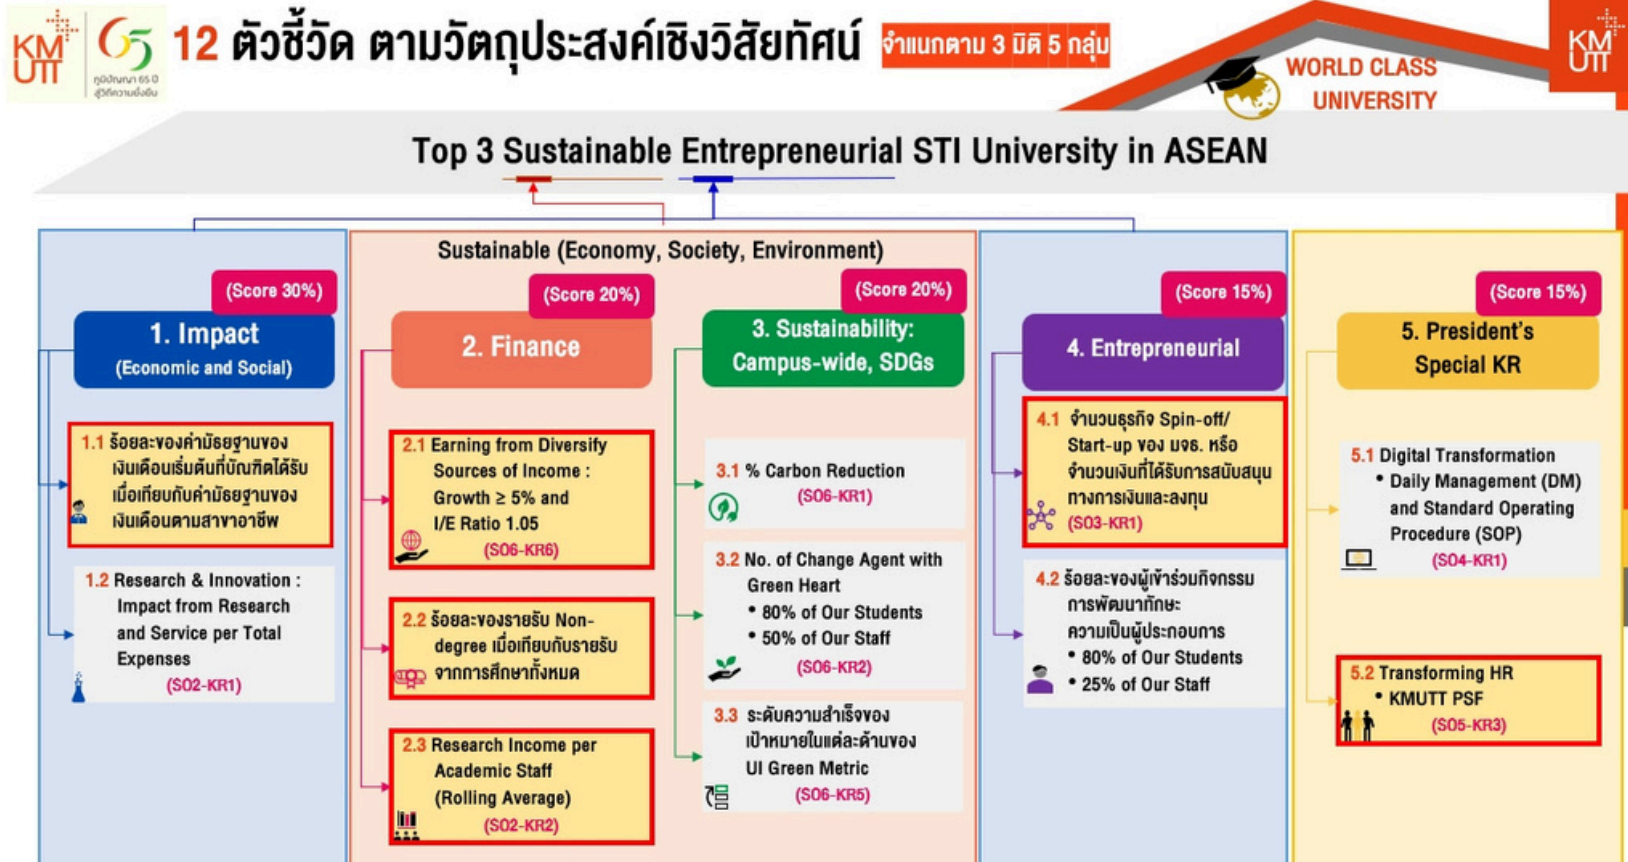 KM
UTT
65
ภูมิปัญญา 65 ปี
สู่วิถีความยั่งยืน
12 ตัวชี้วัด ตามวัตถุประสงค์เชิงวิสัยทัศน์
จำแนกตาม 3 มิติ 5 กลุ่ม
WORLD CLASS
UNIVERSITY
KM
UTT
Top 3 Sustainable Entrepreneurial STI University in ASEAN
(Score 30%)
1. Impact
(Economic and Social)
1.1 ร้อยละของค่ามัธยฐานของ
เงินเดือนเริ่มต้นที่บัณฑิตได้รับ
เมื่อเทียบกับค่ามัธยฐานของ
เงินเดือนตามสาขาอาชีพ
1.2 Research & Innovation :
Impact from Research
and Service per Total
Expenses
(SO2-KR1)
Sustainable (Economy, Society, Environment)
(Score 20%)
2. Finance
2.1 Earning from Diversify
Sources of Income :
Growth ≥ 5% and
I/E Ratio 1.05
(SO6-KR6)
2.2 ร้อยละของรายรับ Non-
degree เมื่อเทียบกับรายรับ
จากการศึกษาทั้งหมด
2.3 Research Income per
Academic Staff
(Rolling Average)
(SO2-KR2)
(Score 20%)
3. Sustainability:
Campus-wide, SDGs
3.1 % Carbon Reduction
(SO6-KR1)
3.2 No. of Change Agent with
Green Heart
• 80% of Our Students
• 50% of Our Staff
(SO6-KR2)
3.3 ระดับความสำเร็จของ
เป้าหมายในแต่ละด้านของ
UI Green Metric
(SO6-KR5)
(Score 15%)
4. Entrepreneurial
4.1 จำนวนธุรกิจ Spin-off/
Start-up ของ มจธ. หรือ
จำนวนเงินที่ได้รับการสนับสนุน
ทางการเงินและลงทุน
(SO3-KR1)
4.2 ร้อยละของผู้เข้าร่วมกิจกรรม
การพัฒนาทักษะ
ความเป็นผู้ประกอบการ
• 80% of Our Students
• 25% of Our Staff
(Score 15%)
5. President's
Special KR
5.1 Digital Transformation
• Daily Management (DM)
and Standard Operating
Procedure (SOP)
(SO4-KR1)
5.2 Transforming HR
• KMUTT PSF
(SO5-KR3)